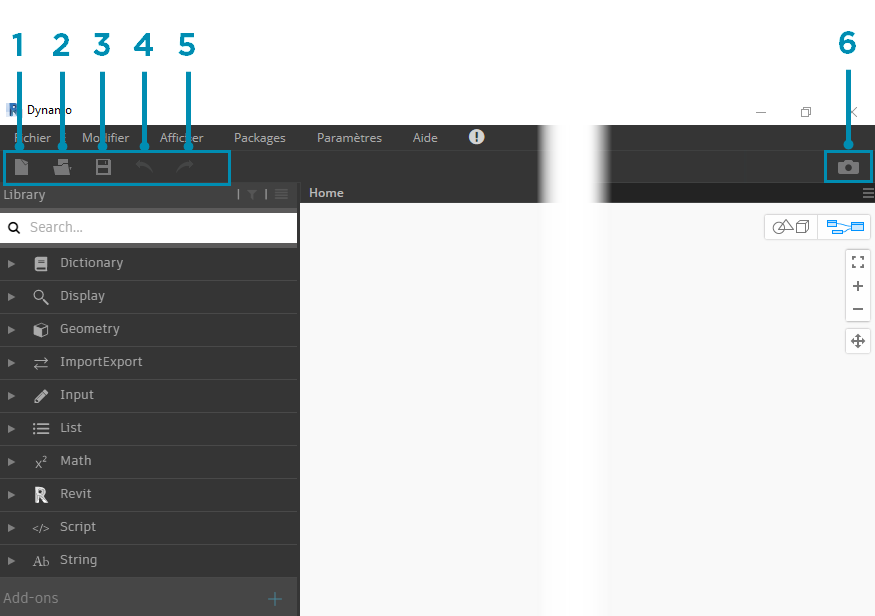 1 2 3 4 5 6
Dynamo
Fichier Modifier Afficher Packages Paramètres Aide
Library
Home
Search...
Dictionary
Display
Geometry
ImportExport
Input
List
x² Math
R Revit
</> Script
Ab String
Add-ons